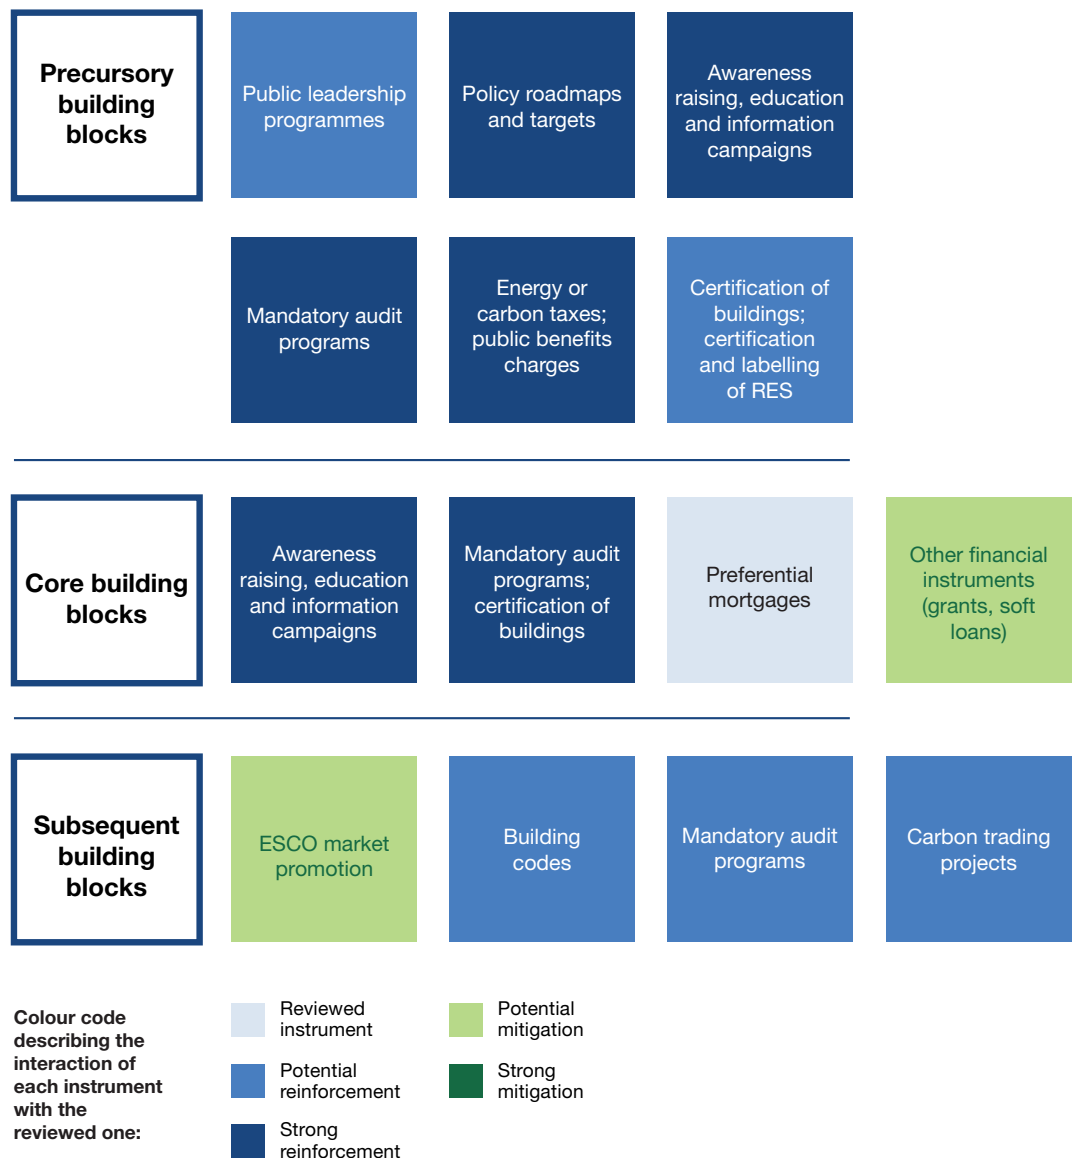 Precursory
building
blocks
Public leadership
programmes
Policy roadmaps
and targets
Awareness
raising, education
and information
campaigns
Mandatory audit
programs
Energy or
carbon taxes;
public benefits
charges
Certification of
buildings;
certification
and labelling
of RES
Core building
blocks
Awareness
raising, education
and information
campaigns
Mandatory audit
programs;
certification of
buildings
Preferential
mortgages
Other financial
instruments
(grants, soft
loans)
Subsequent
building
blocks
ESCO market
promotion
Building
codes
Mandatory audit
programs
Carbon trading
projects
Colour code
describing the
interaction of
each instrument
with the
reviewed one:
Reviewed
instrument
Potential
reinforcement
Strong
reinforcement
Potential
mitigation
Strong
mitigation